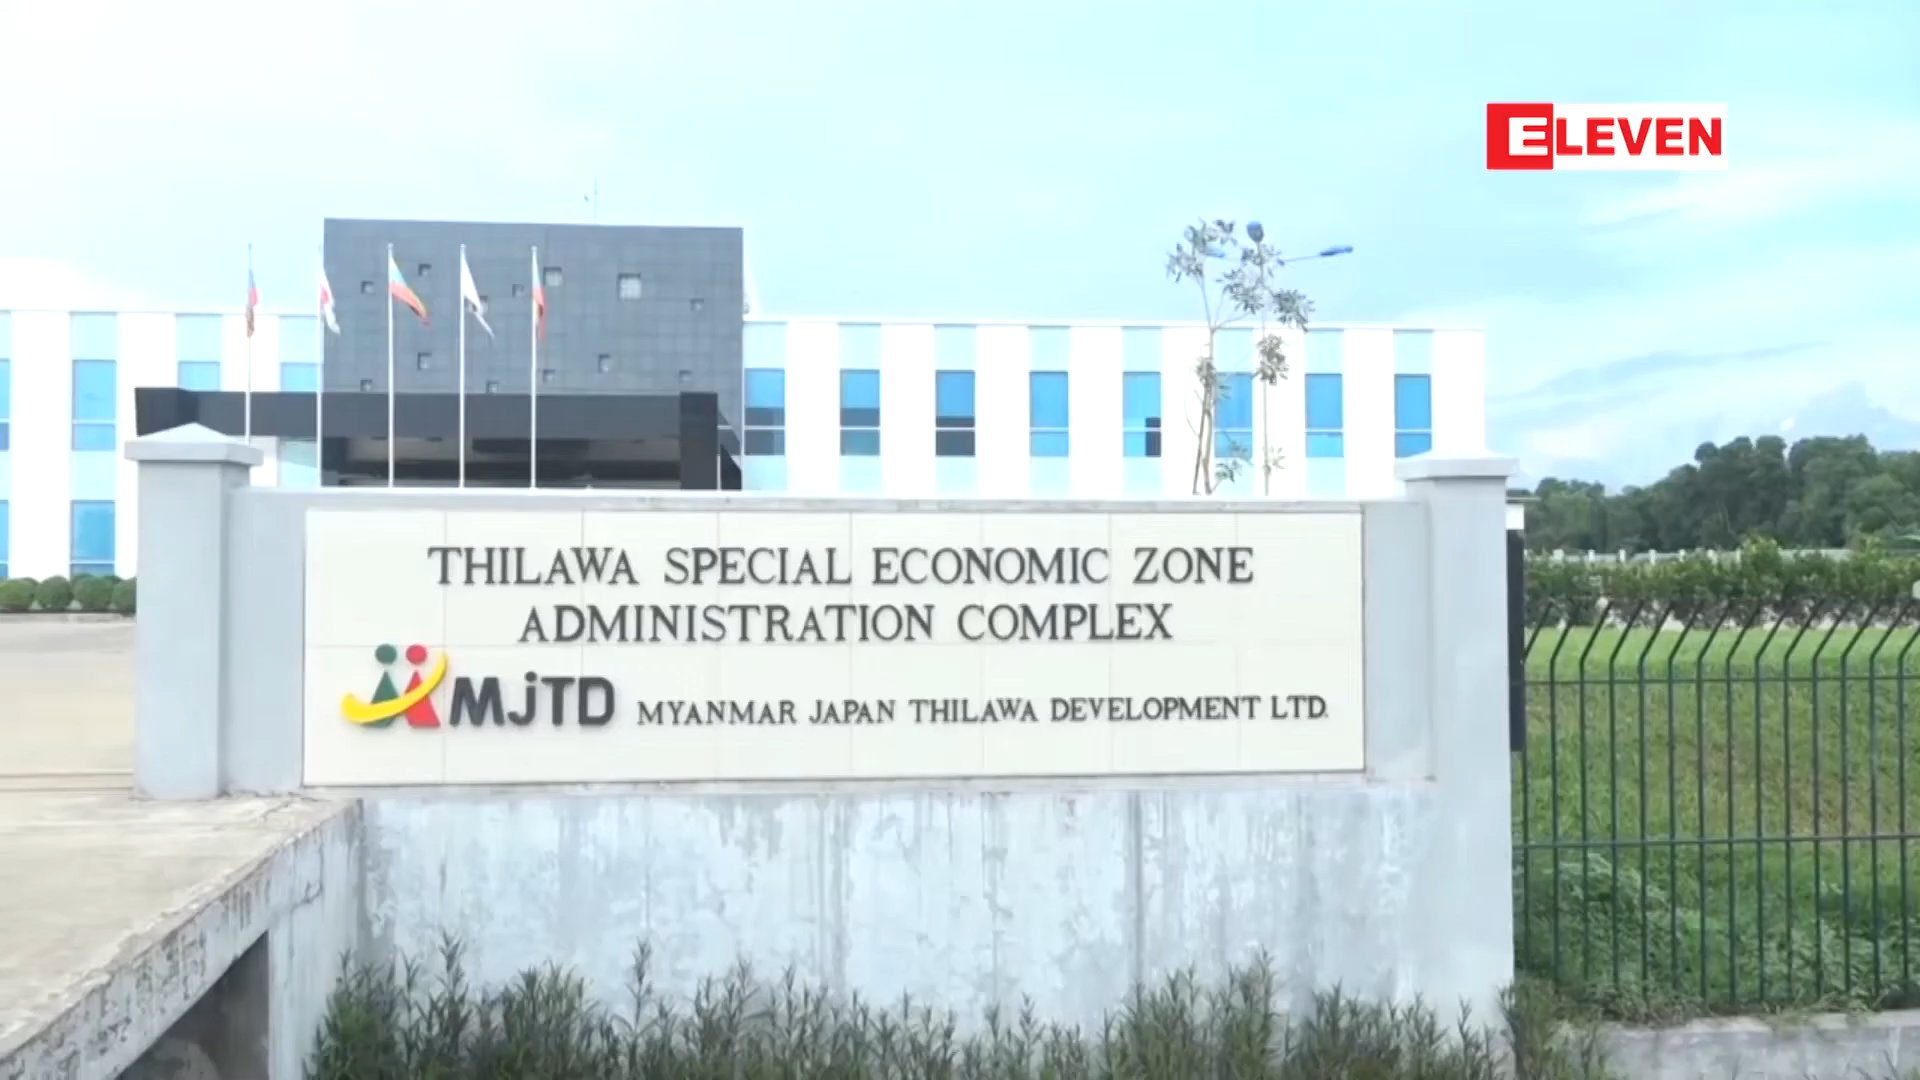 ELEVEN
THILAWA SPECIAL ECONOMIC ZONE
ADMINISTRATION COMPLEX
MJTD MYANMAR JAPAN THILAWA DEVELOPMENT LTD.